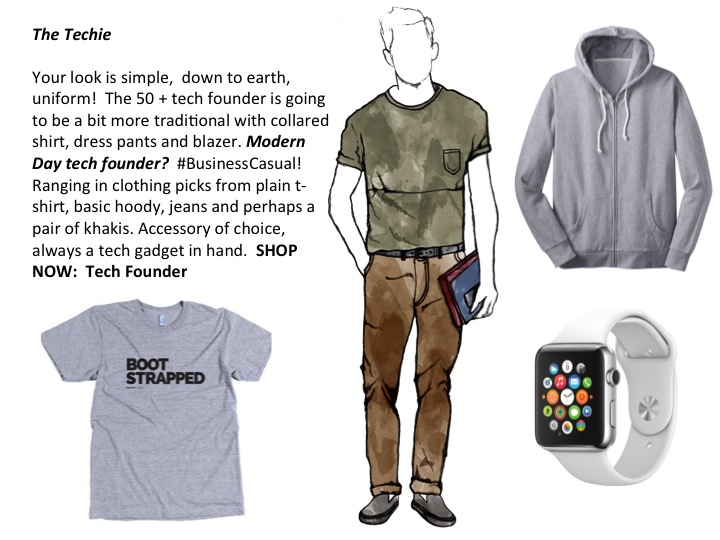 The Techie
Your look is simple,  down to earth,
uniform!  The 50 + tech founder is going
to be a bit more traditional with collared
shirt, dress pants and blazer. Modern
Day tech founder?  #BusinessCasual!
Ranging in clothing picks from plain t-
shirt, basic hoody, jeans and perhaps a
pair of khakis. Accessory of choice,
always a tech gadget in hand.  SHOP
NOW:  Tech Founder
BOOT
STRAPPED